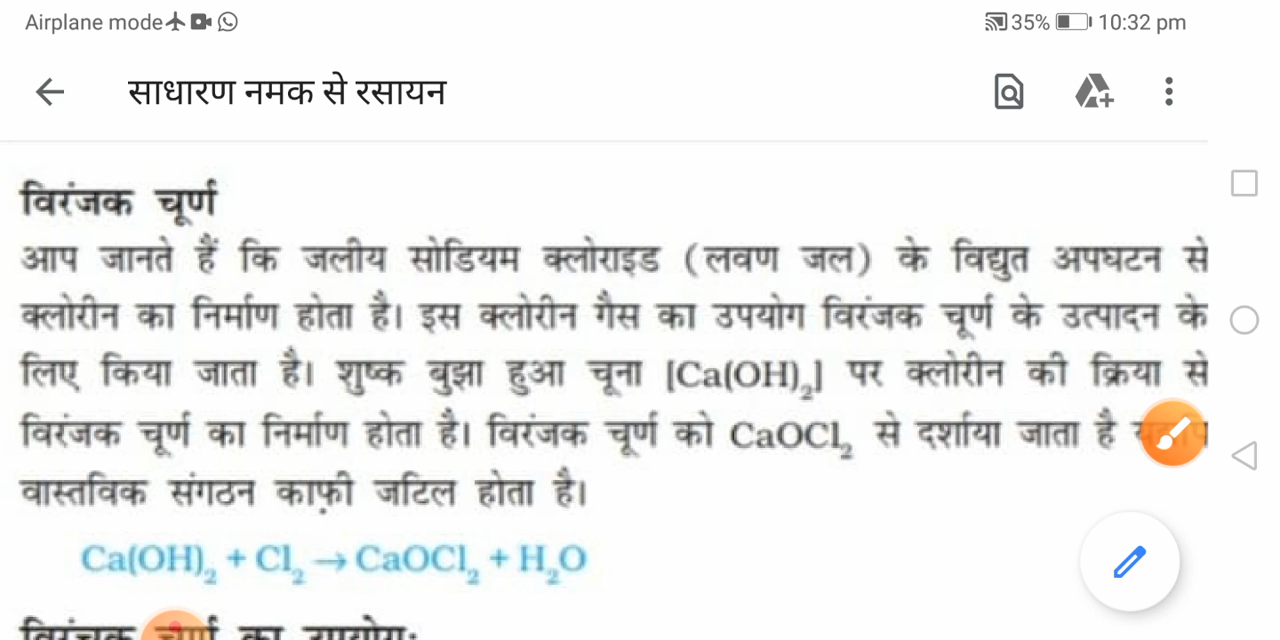 Airplane mode
35% 10:32 pm
साधारण नमक से रसायन
विरंजक चूर्ण
आप जानते हैं कि जलीय सोडियम क्लोराइड (लवण जल) के विद्युत अपघटन से
क्लोरीन का निर्माण होता है। इस क्लोरीन गैस का उपयोग विरंजक चूर्ण के उत्पादन के
लिए किया जाता है। शुष्क बुझा हुआ चूना [Ca(OH)₂] पर क्लोरीन की क्रिया से
विरंजक चूर्ण का निर्माण होता है। विरंजक चूर्ण को CaOCl₂ से दर्शाया जाता है
वास्तविक संगठन काफ़ी जटिल होता है।
Ca(OH)₂ + Cl₂ → CaOCl₂ + H₂O
चूर्ण का उपयोग: